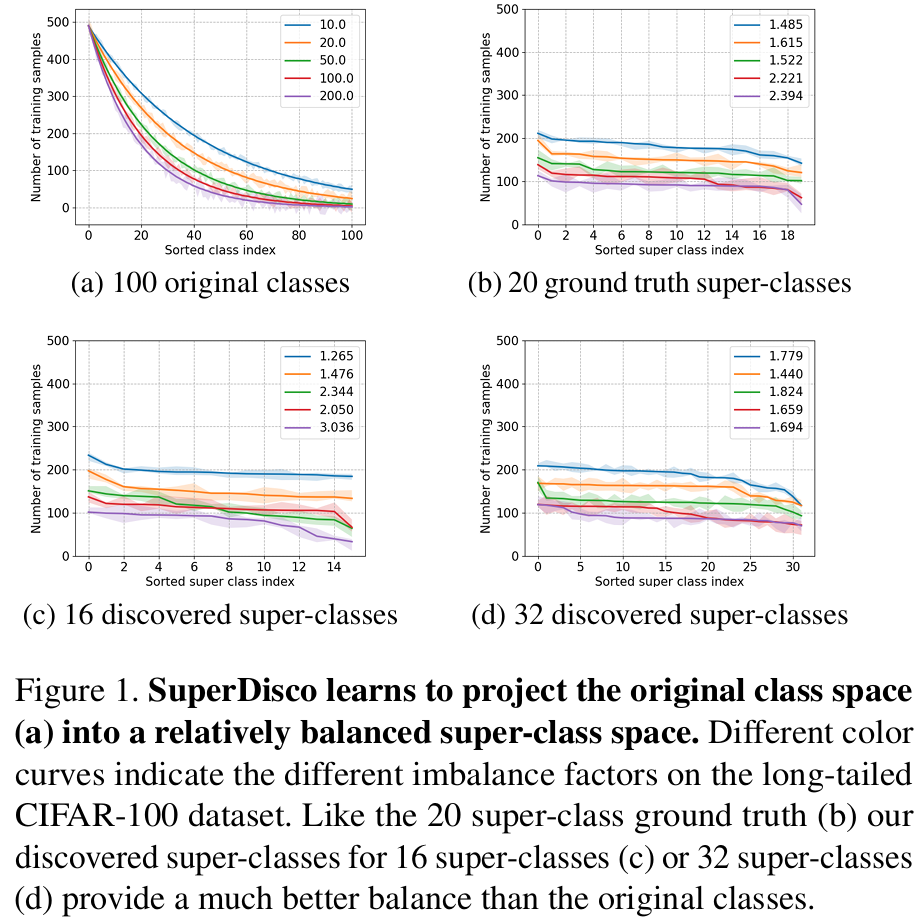 500
400
300
200
100
0
Number of training samples
10.0
20.0
50.0
100.0
200.0
0 20 40 60 80 100
Sorted class index
(a) 100 original classes
500
400
300
200
100
0
Number of training samples
1.485
1.615
1.522
2.221
2.394
0 2 4 6 8 10 12 14 16 18
Sorted super class index
(b) 20 ground truth super-classes
500
400
300
200
100
0
Number of training samples
1.265
1.476
2.344
2.050
3.036
0 2 4 6 8 10 12 14
Sorted super class index
(c) 16 discovered super-classes
500
400
300
200
100
0
Number of training samples
1.779
1.440
1.824
1.659
1.694
0 5 10 15 20 25 30
Sorted super class index
(d) 32 discovered super-classes
Figure 1. SuperDisco learns to project the original class space
(a) into a relatively balanced super-class space. Different color
curves indicate the different imbalance factors on the long-tailed
CIFAR-100 dataset. Like the 20 super-class ground truth (b) our
discovered super-classes for 16 super-classes (c) or 32 super-classes
(d) provide a much better balance than the original classes.